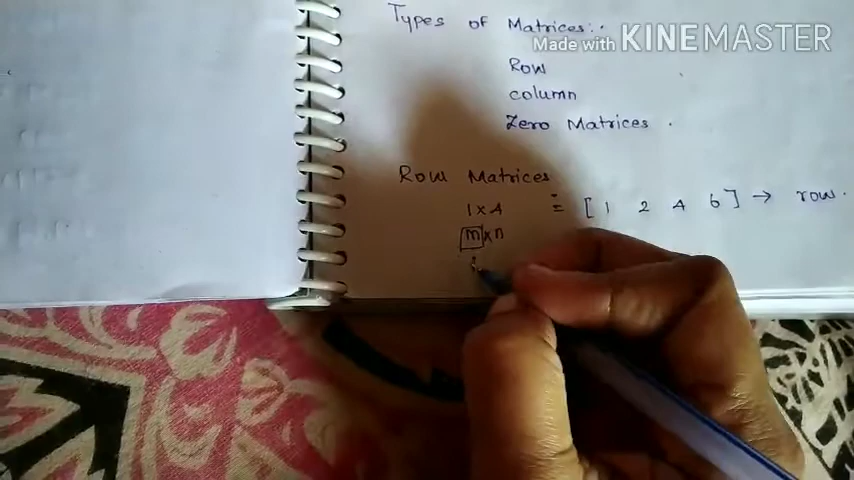 Types of Matrices:-
Made with KINEMASTER
Row
column
Zero Matrices.
Row Matrices
1×4 = [1 2 4 6] → row.
m×n